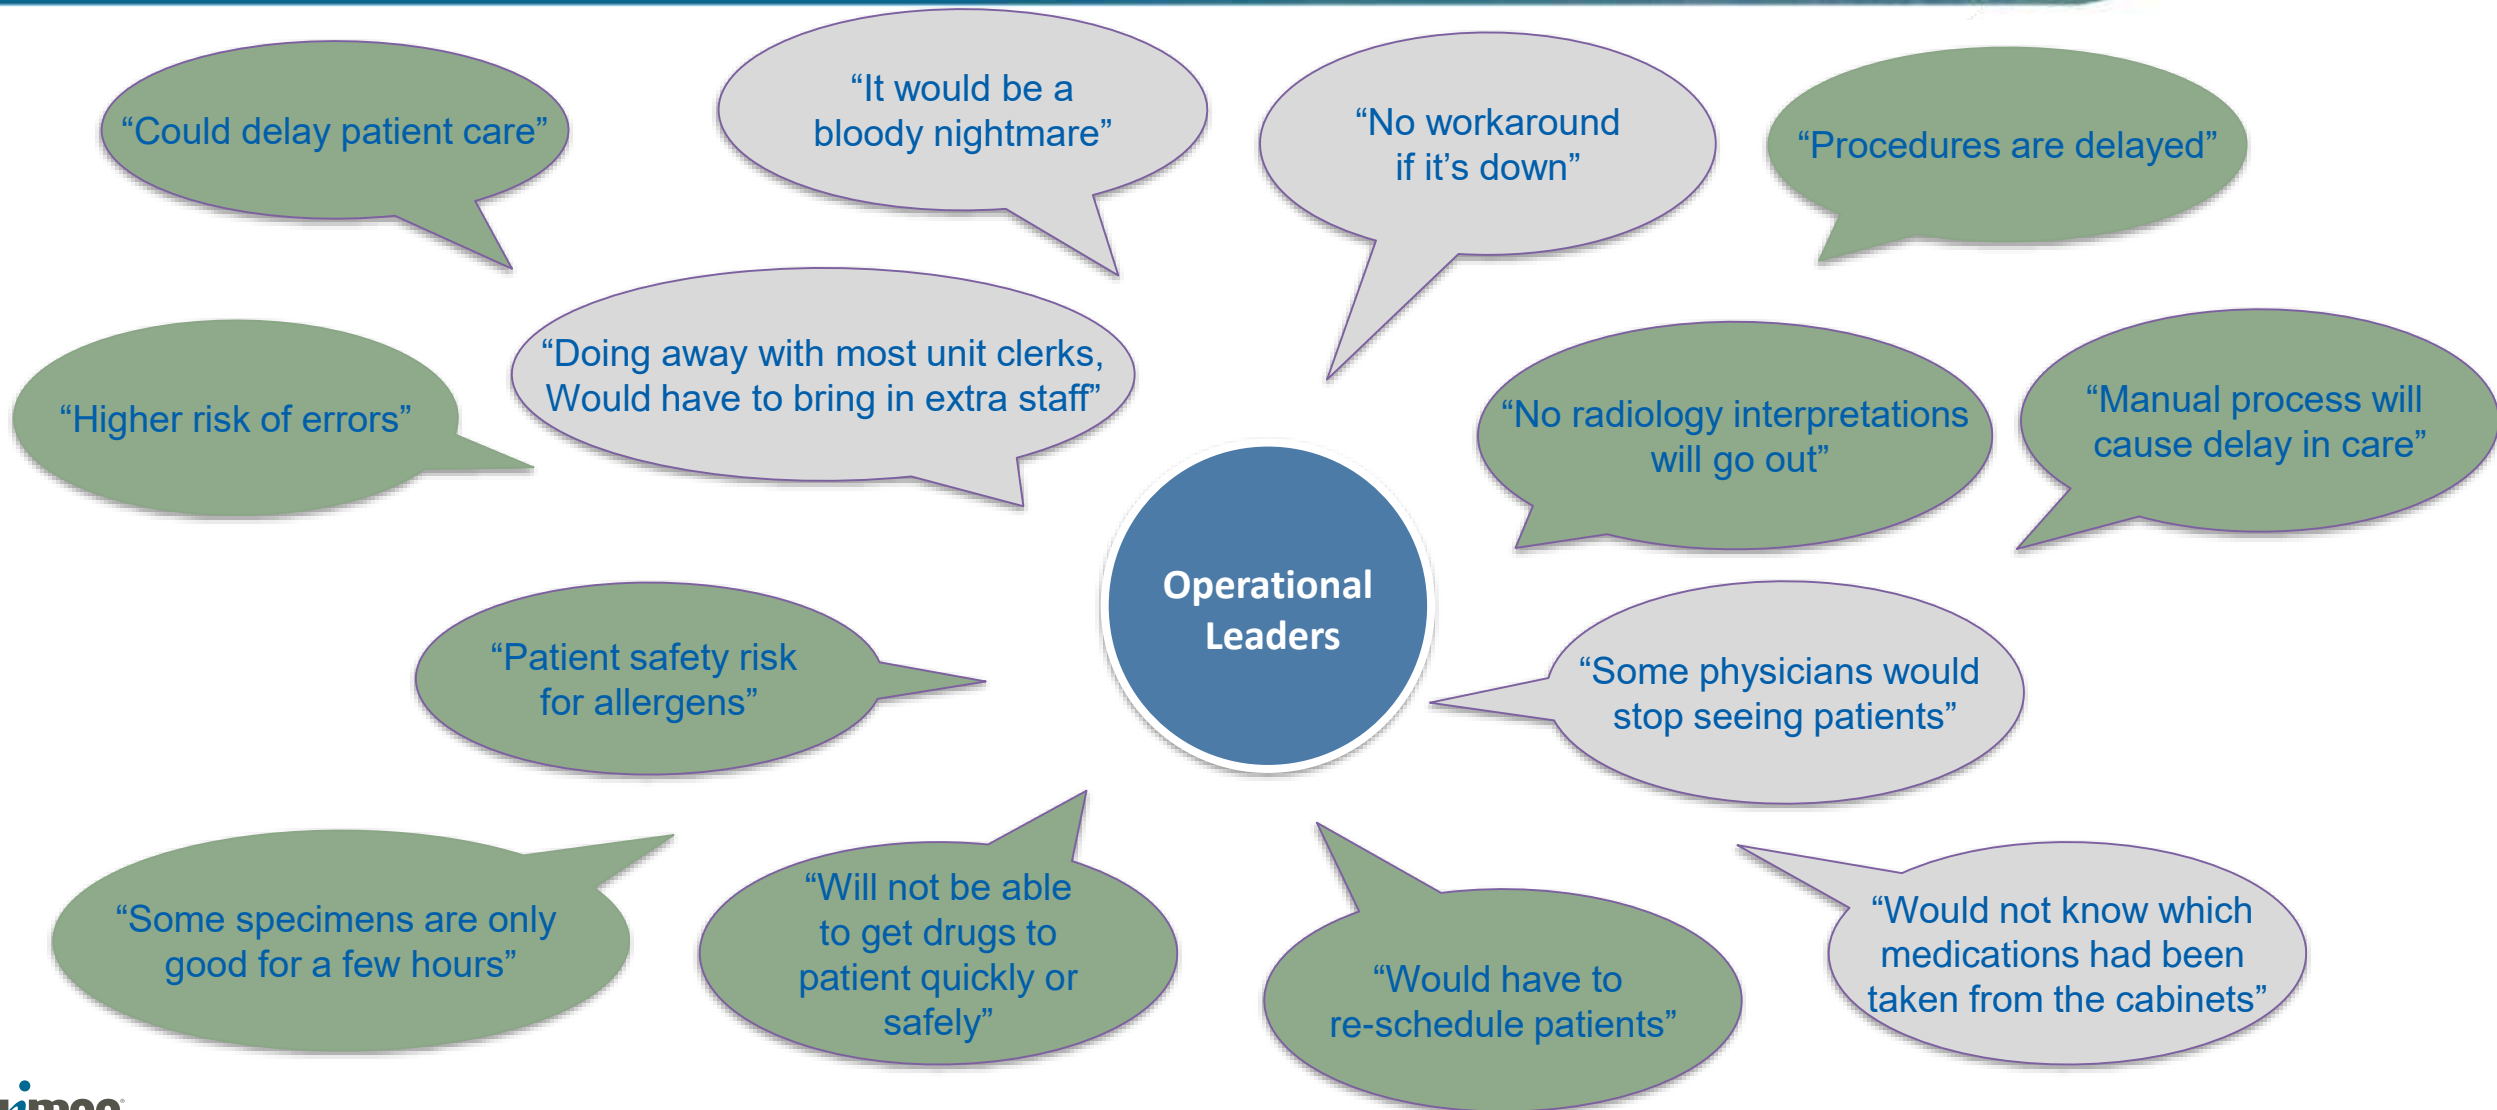 “Could delay patient care”
“It would be a
bloody nightmare”
“No workaround
if it’s down”
“Procedures are delayed”
“Higher risk of errors”
“Doing away with most unit clerks,
Would have to bring in extra staff”
“No radiology interpretations
will go out”
“Manual process will
cause delay in care”
Operational
Leaders
“Patient safety risk
for allergens”
“Some physicians would
stop seeing patients”
“Some specimens are only
good for a few hours”
“Will not be able
to get drugs to
patient quickly or
safely”
“Would have to
re-schedule patients”
“Would not know which
medications had been
taken from the cabinets”